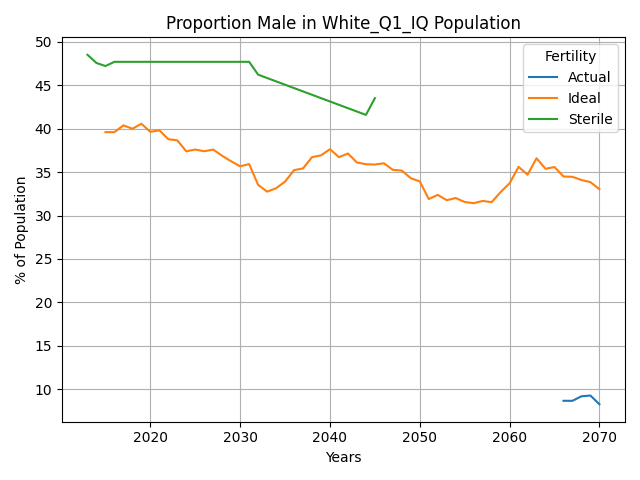 Proportion Male in White_Q1_IQ Population
% of Population
50
45
40
35
30
25
20
15
10
Fertility
Actual
Ideal
Sterile
2020 2030 2040 2050 2060 2070
Years